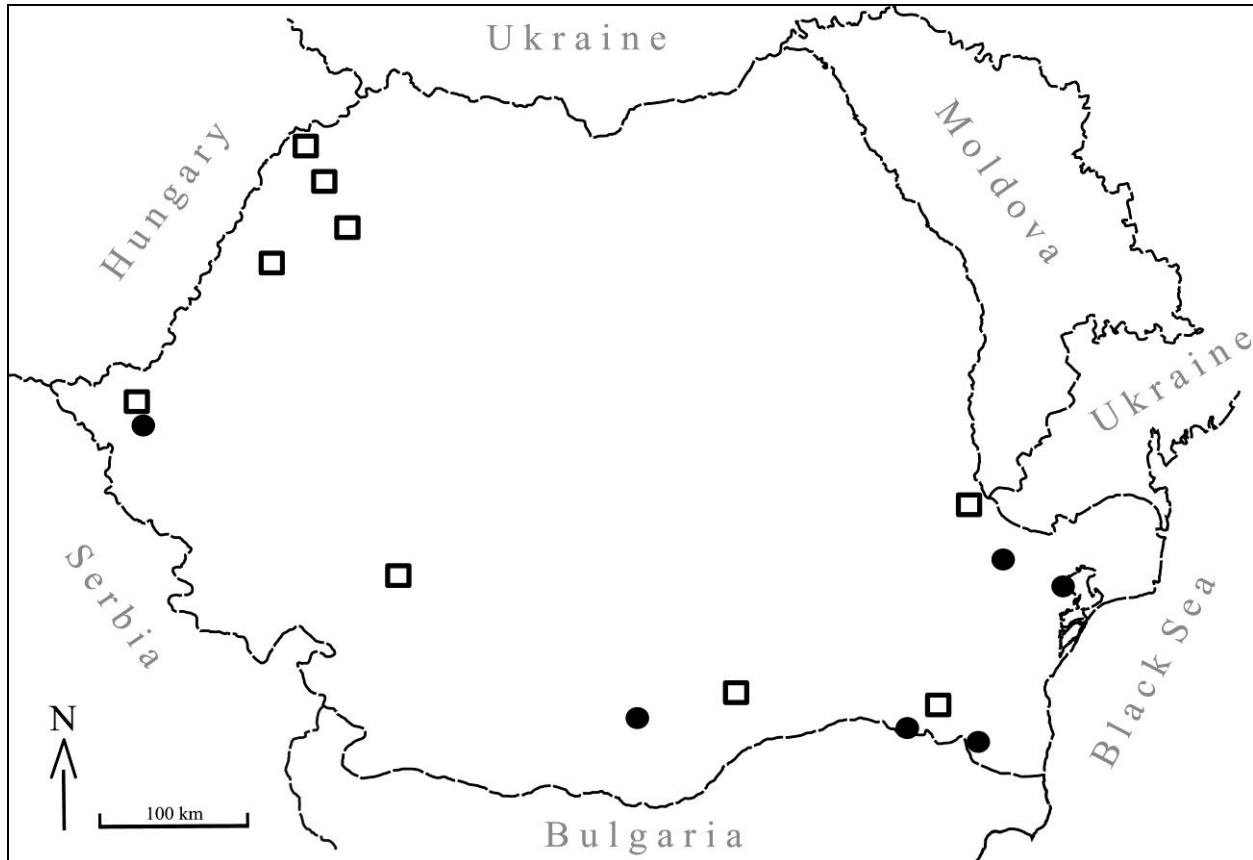 Ukraine
Hungary
Moldova
Ukraine
Serbia
Black Sea
N
100 km
Bulgaria